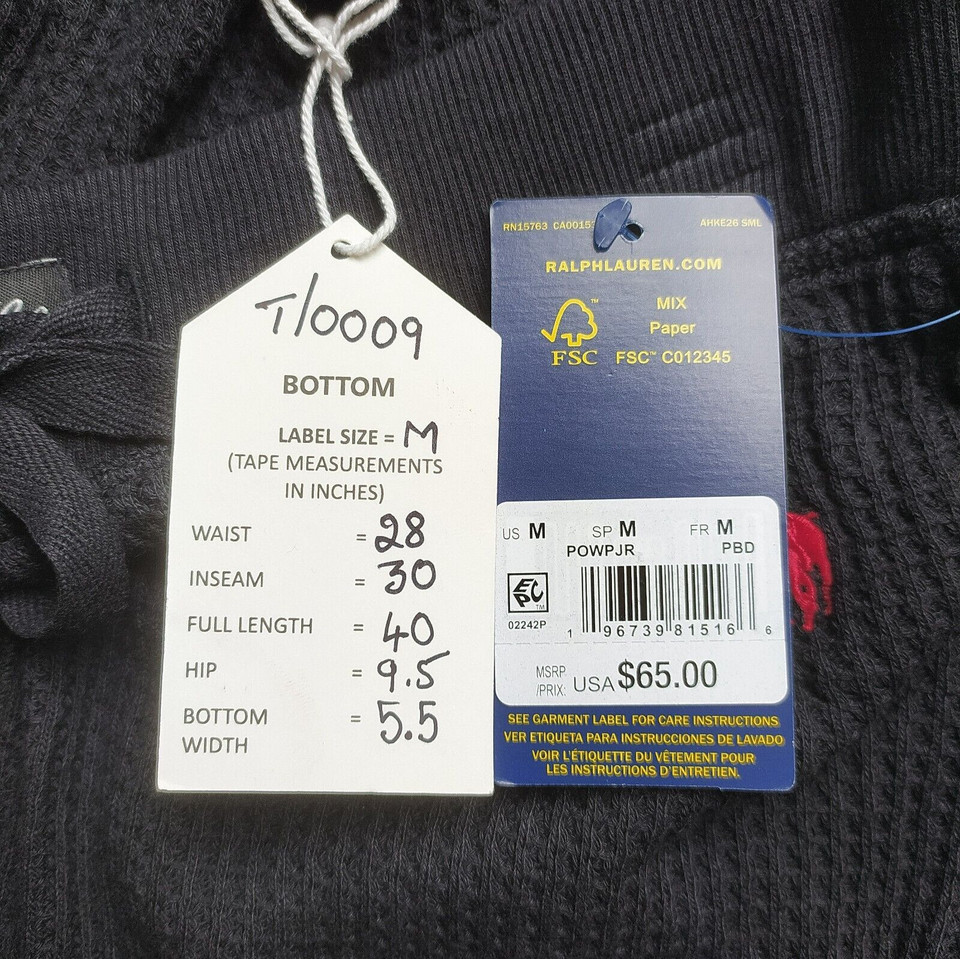 T/0009
BOTTOM
LABEL SIZE = M
(TAPE MEASUREMENTS
IN INCHES)
WAIST = 28
INSEAM = 30
FULL LENGTH = 40
HIP = 9.5
BOTTOM = 5.5
WIDTH
RN15763 AHKE26 SML
RALPHLAUREN.COM
MIX
Paper
FSC™ C012345
FSC
US M SP M FR M
POWPJR PBD
EPC TM
02242P
1 96739 81516 6
MSRP
/PRIX: USA $65.00
SEE GARMENT LABEL FOR CARE INSTRUCTIONS
VER ETIQUETA PARA INSTRUCCIONES DE LAVADO
VOIR L'ÉTIQUETTE DU VÊTEMENT POUR
LES INSTRUCTIONS D'ENTRETIEN.